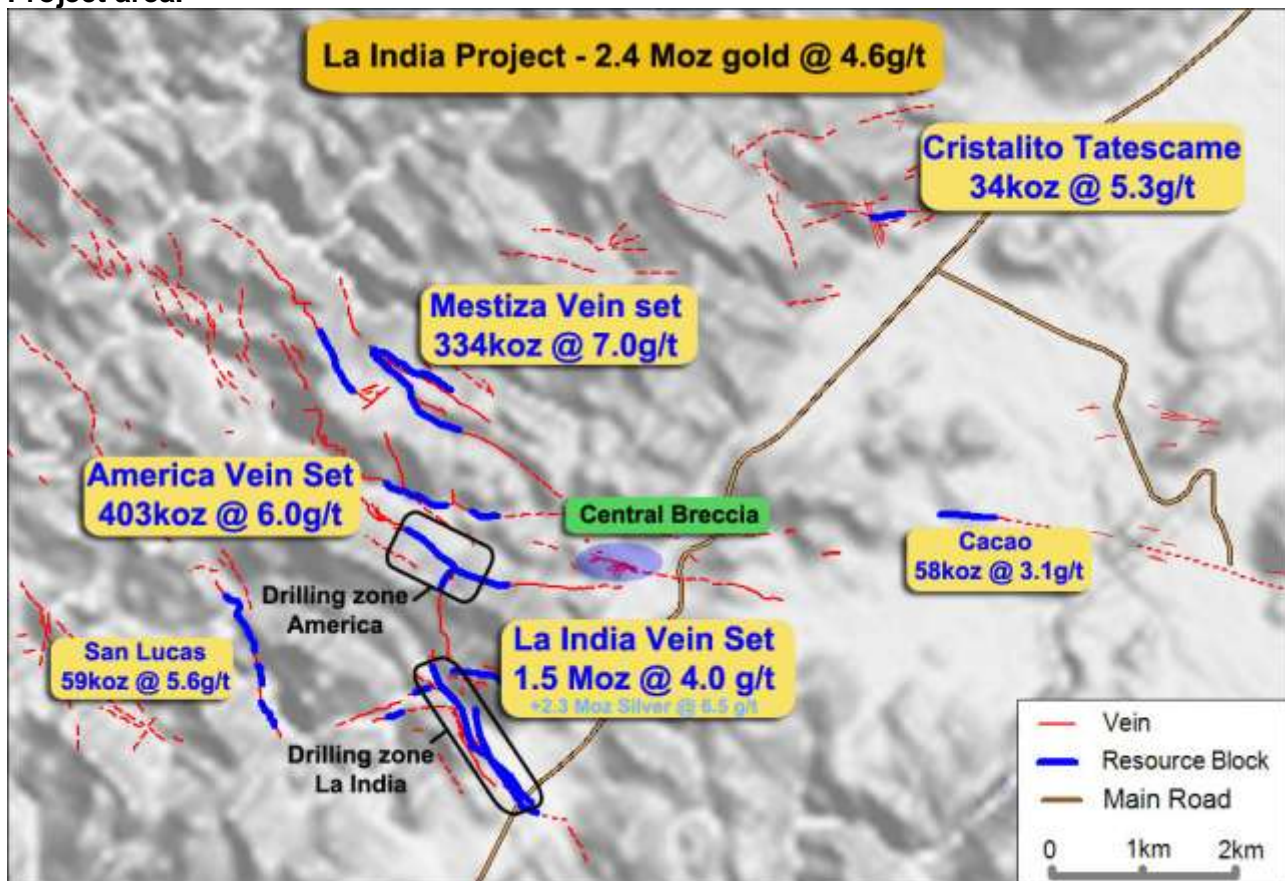 La India Project - 2.4 Moz gold @ 4.6g/t
Cristalito Tatescame
34koz @ 5.3g/t
Mestiza Vein set
334koz @ 7.0g/t
America Vein Set
403koz @ 6.0g/t
Central Breccia
Cacao
58koz @ 3.1g/t
Drilling zone
America
La India Vein Set
1.5 Moz @ 4.0 g/t
+2.3 Moz Silver @ 6.5 g/t
San Lucas
59koz @ 5.6g/t
Drilling zone
La India
Vein
Resource Block
Main Road
0 1km 2km